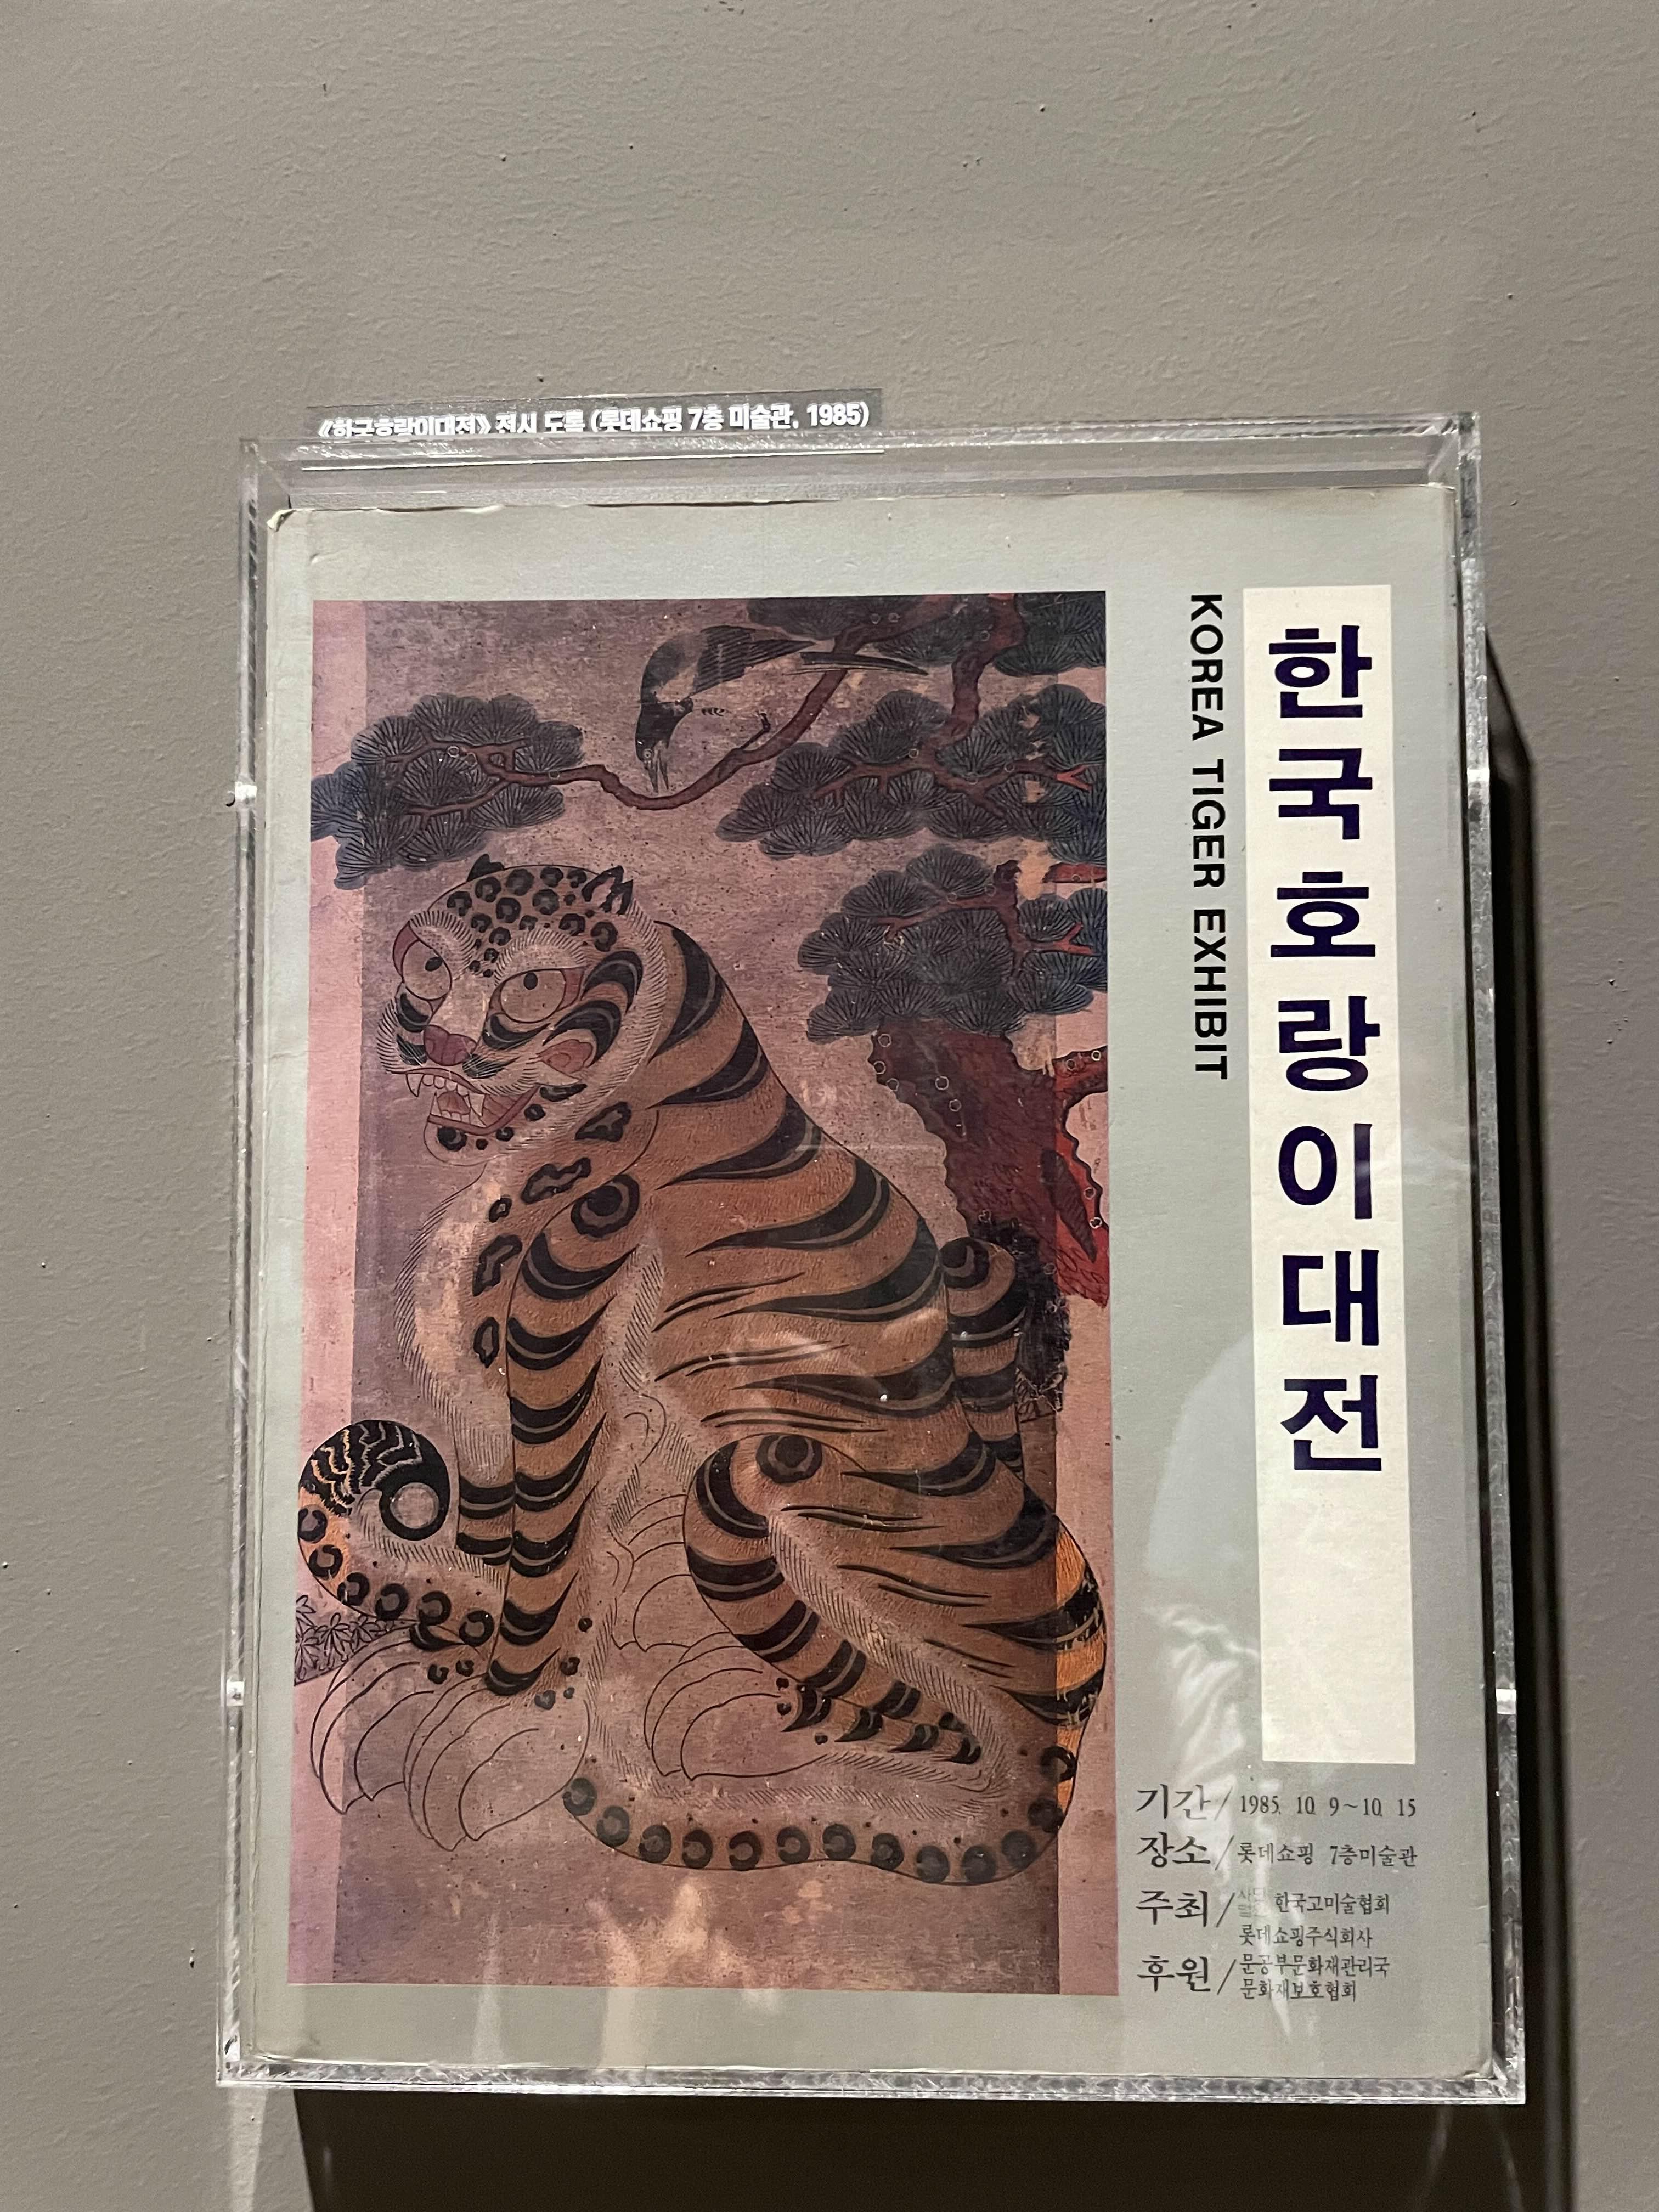 《한국호랑이대전》 전시 도록 (롯데쇼핑 7층 미술관, 1985)
한국호랑이대전
KOREA TIGER EXHIBIT
기간/1985. 10. 9~10. 15
장소/롯데쇼핑 7층미술관
주최/사단법인 한국고미술협회
롯데쇼핑주식회사
후원/문공부문화재관리국
문화재보호협회